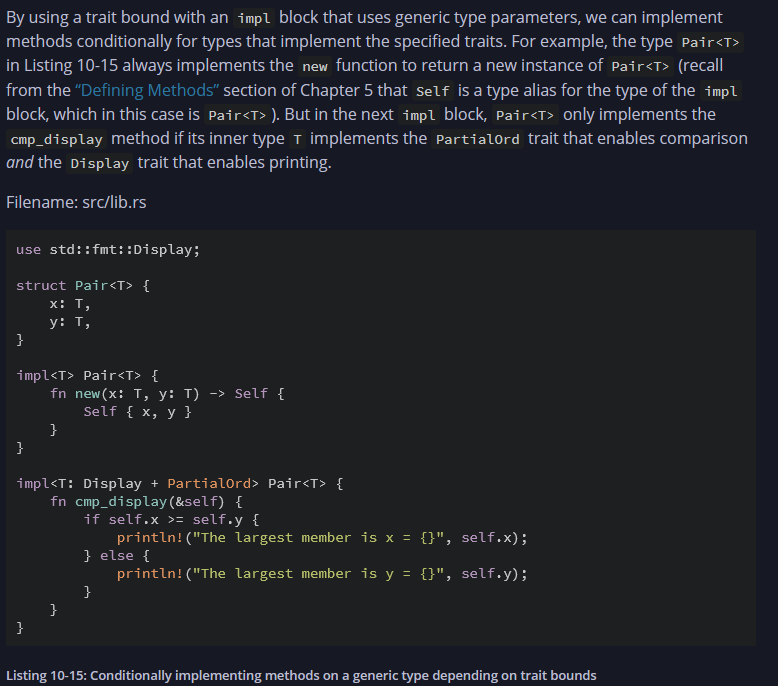 By using a trait bound with an impl block that uses generic type parameters, we can implement
methods conditionally for types that implement the specified traits. For example, the type Pair<T>
in Listing 10-15 always implements the new function to return a new instance of Pair<T> (recall
from the “Defining Methods” section of Chapter 5 that Self is a type alias for the type of the impl
block, which in this case is Pair<T> ). But in the next impl block, Pair<T> only implements the
cmp_display method if its inner type T implements the PartialOrd trait that enables comparison
and the Display trait that enables printing.
Filename: src/lib.rs
use std::fmt::Display;
struct Pair<T> {
    x: T,
    y: T,
}
impl<T> Pair<T> {
    fn new(x: T, y: T) -> Self {
        Self { x, y }
    }
}
impl<T: Display + PartialOrd> Pair<T> {
    fn cmp_display(&self) {
        if self.x >= self.y {
            println!("The largest member is x = {}", self.x);
        } else {
            println!("The largest member is y = {}", self.y);
        }
    }
}
Listing 10-15: Conditionally implementing methods on a generic type depending on trait bounds